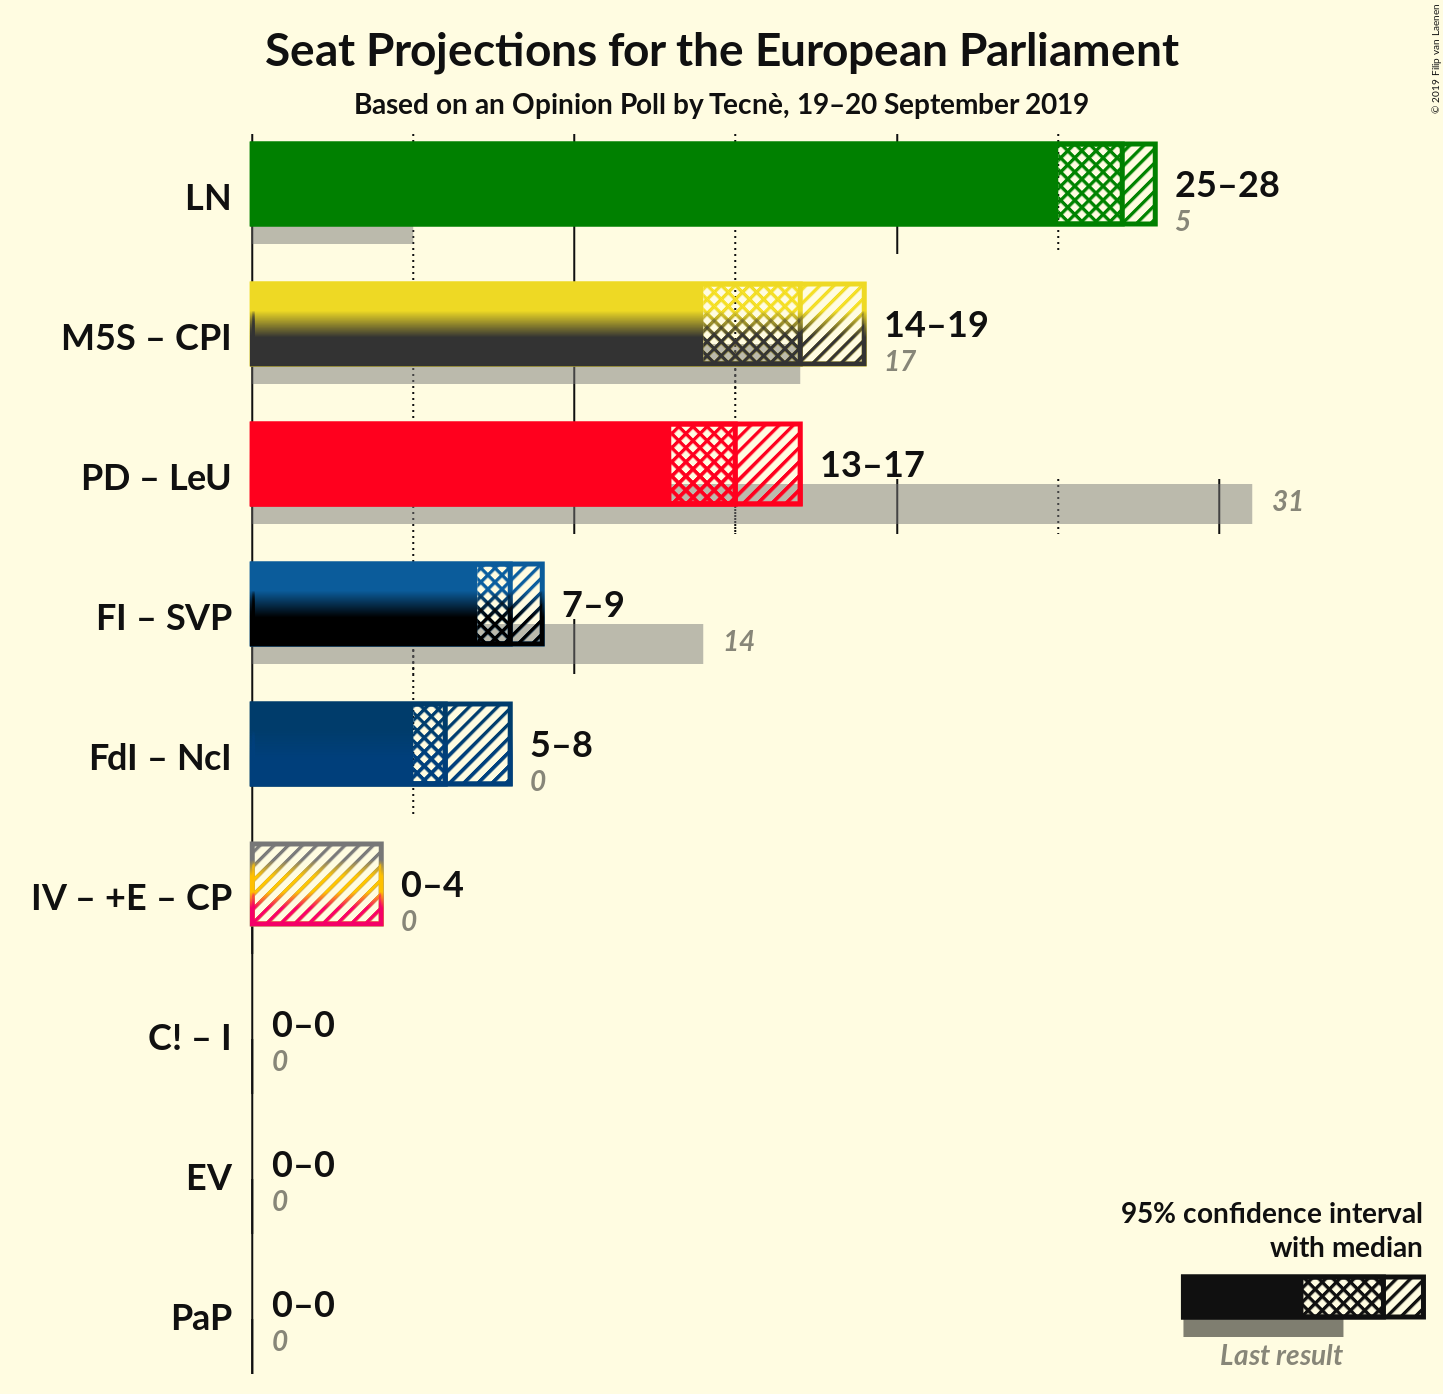 Seat Projections for the European Parliament
Based on an Opinion Poll by Tecnè, 19–20 September 2019
© 2019 Filip van Laenen
LN
25–28
5
M5S – CPI
14–19
17
PD – LeU
13–17
31
FI – SVP
7–9
14
FdI – NcI
5–8
0
IV – +E – CP
0–4
0
C! – I
0–0
0
EV
0–0
0
PaP
0–0
0
95% confidence interval
with median
Last result